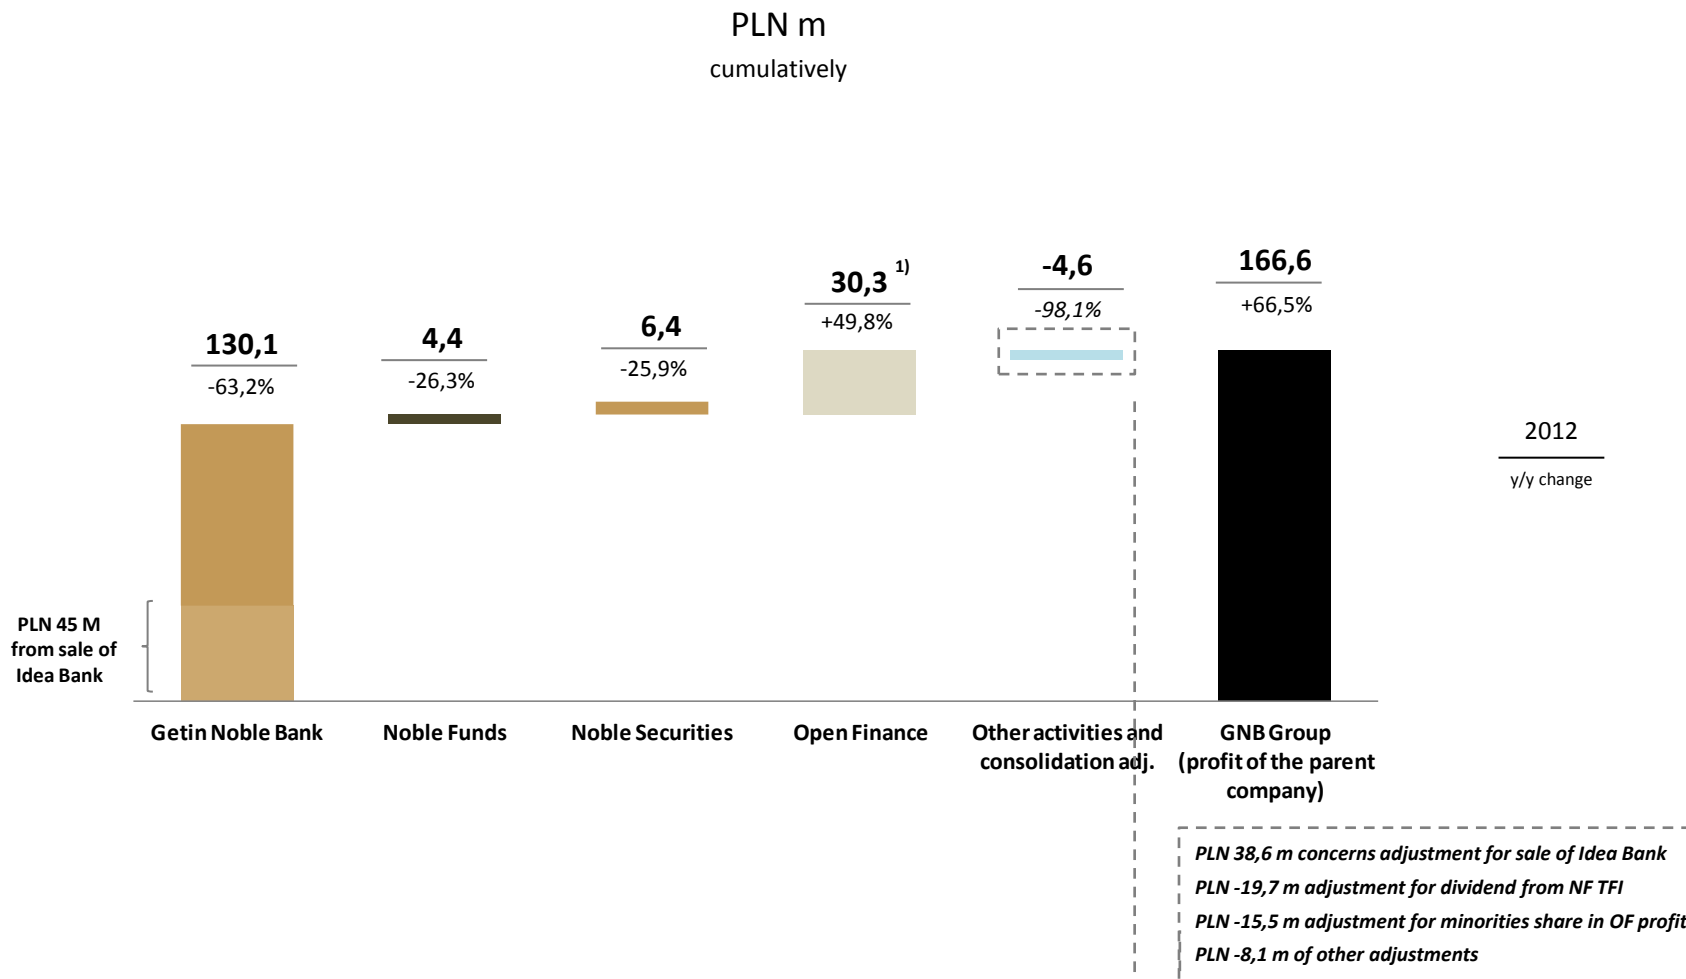 PLN m
cumulatively
130,1
-63,2%
4,4
-26,3%
6,4
-25,9%
30,3 1)
+49,8%
-4,6
-98,1%
166,6
+66,5%
2012
y/y change
PLN 45 M
from sale of
Idea Bank
Getin Noble Bank
Noble Funds
Noble Securities
Open Finance
Other activities and
consolidation adj.
GNB Group
(profit of the parent
company)
PLN 38,6 m concerns adjustment for sale of Idea Bank
PLN -19,7 m adjustment for dividend from NF TFI
PLN -15,5 m adjustment for minorities share in OF profit
PLN -8,1 m of other adjustments